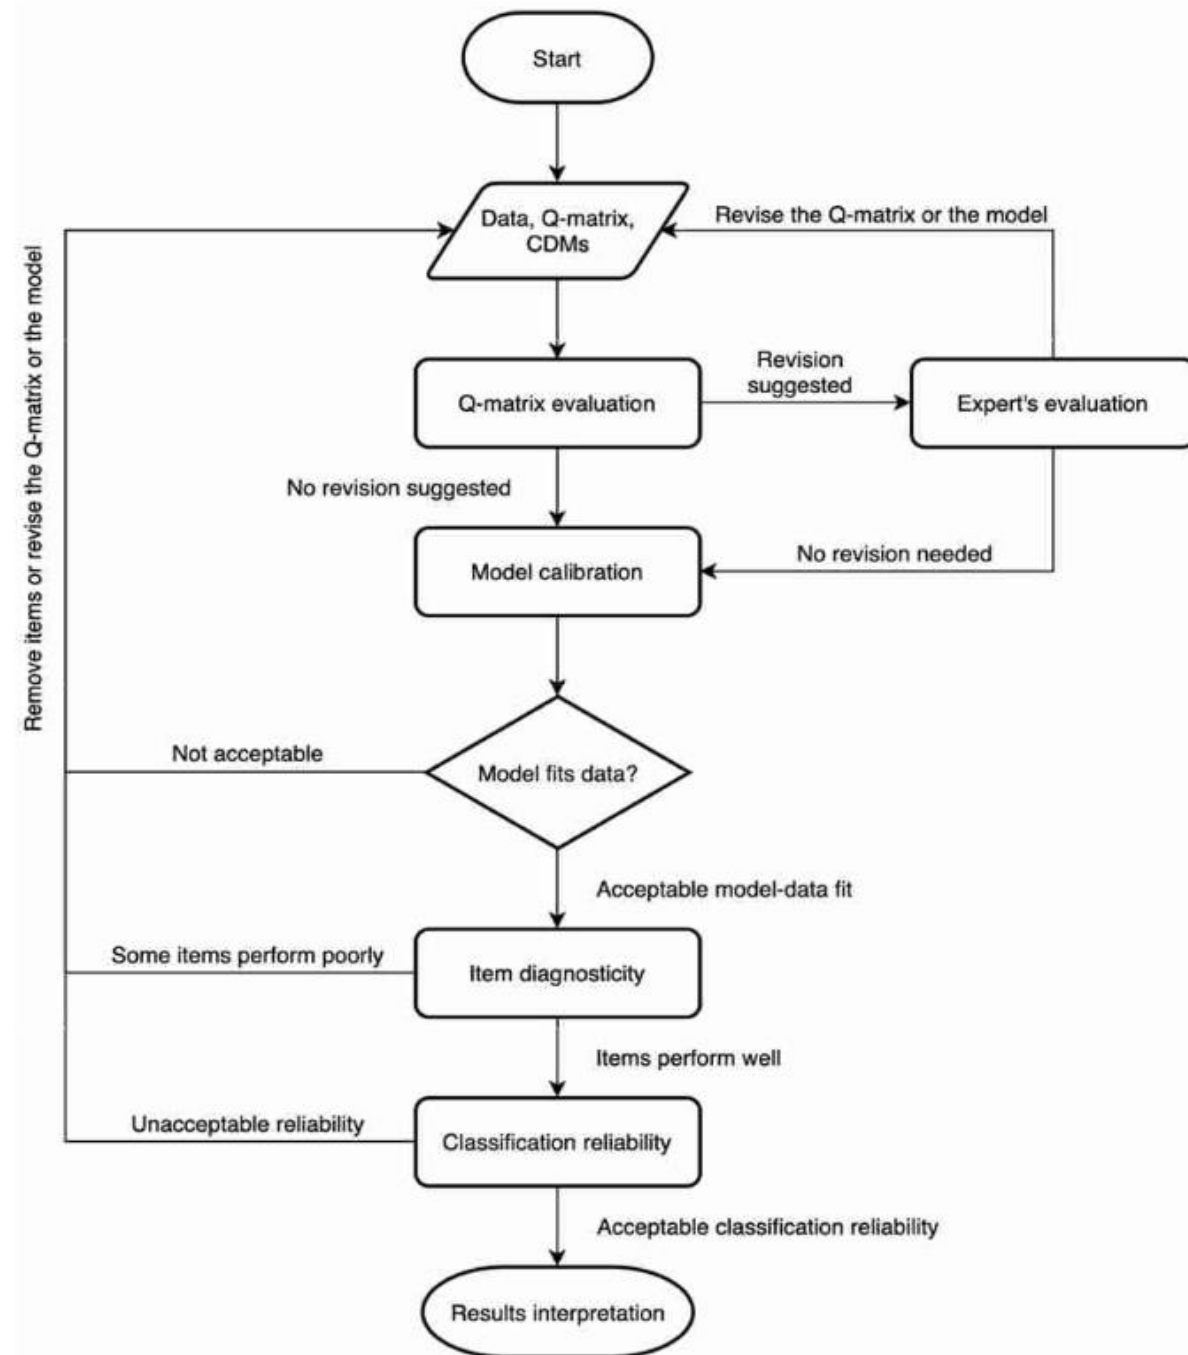 Start
Data, Q-matrix,
CDMs
Revise the Q-matrix or the model
Remove items or revise the Q-matrix or the model
Q-matrix evaluation
Revision
suggested
Expert's evaluation
No revision suggested
Model calibration
No revision needed
Model fits data?
Not acceptable
Acceptable model-data fit
Some items perform poorly
Item diagnosticity
Items perform well
Unacceptable reliability
Classification reliability
Acceptable classification reliability
Results interpretation